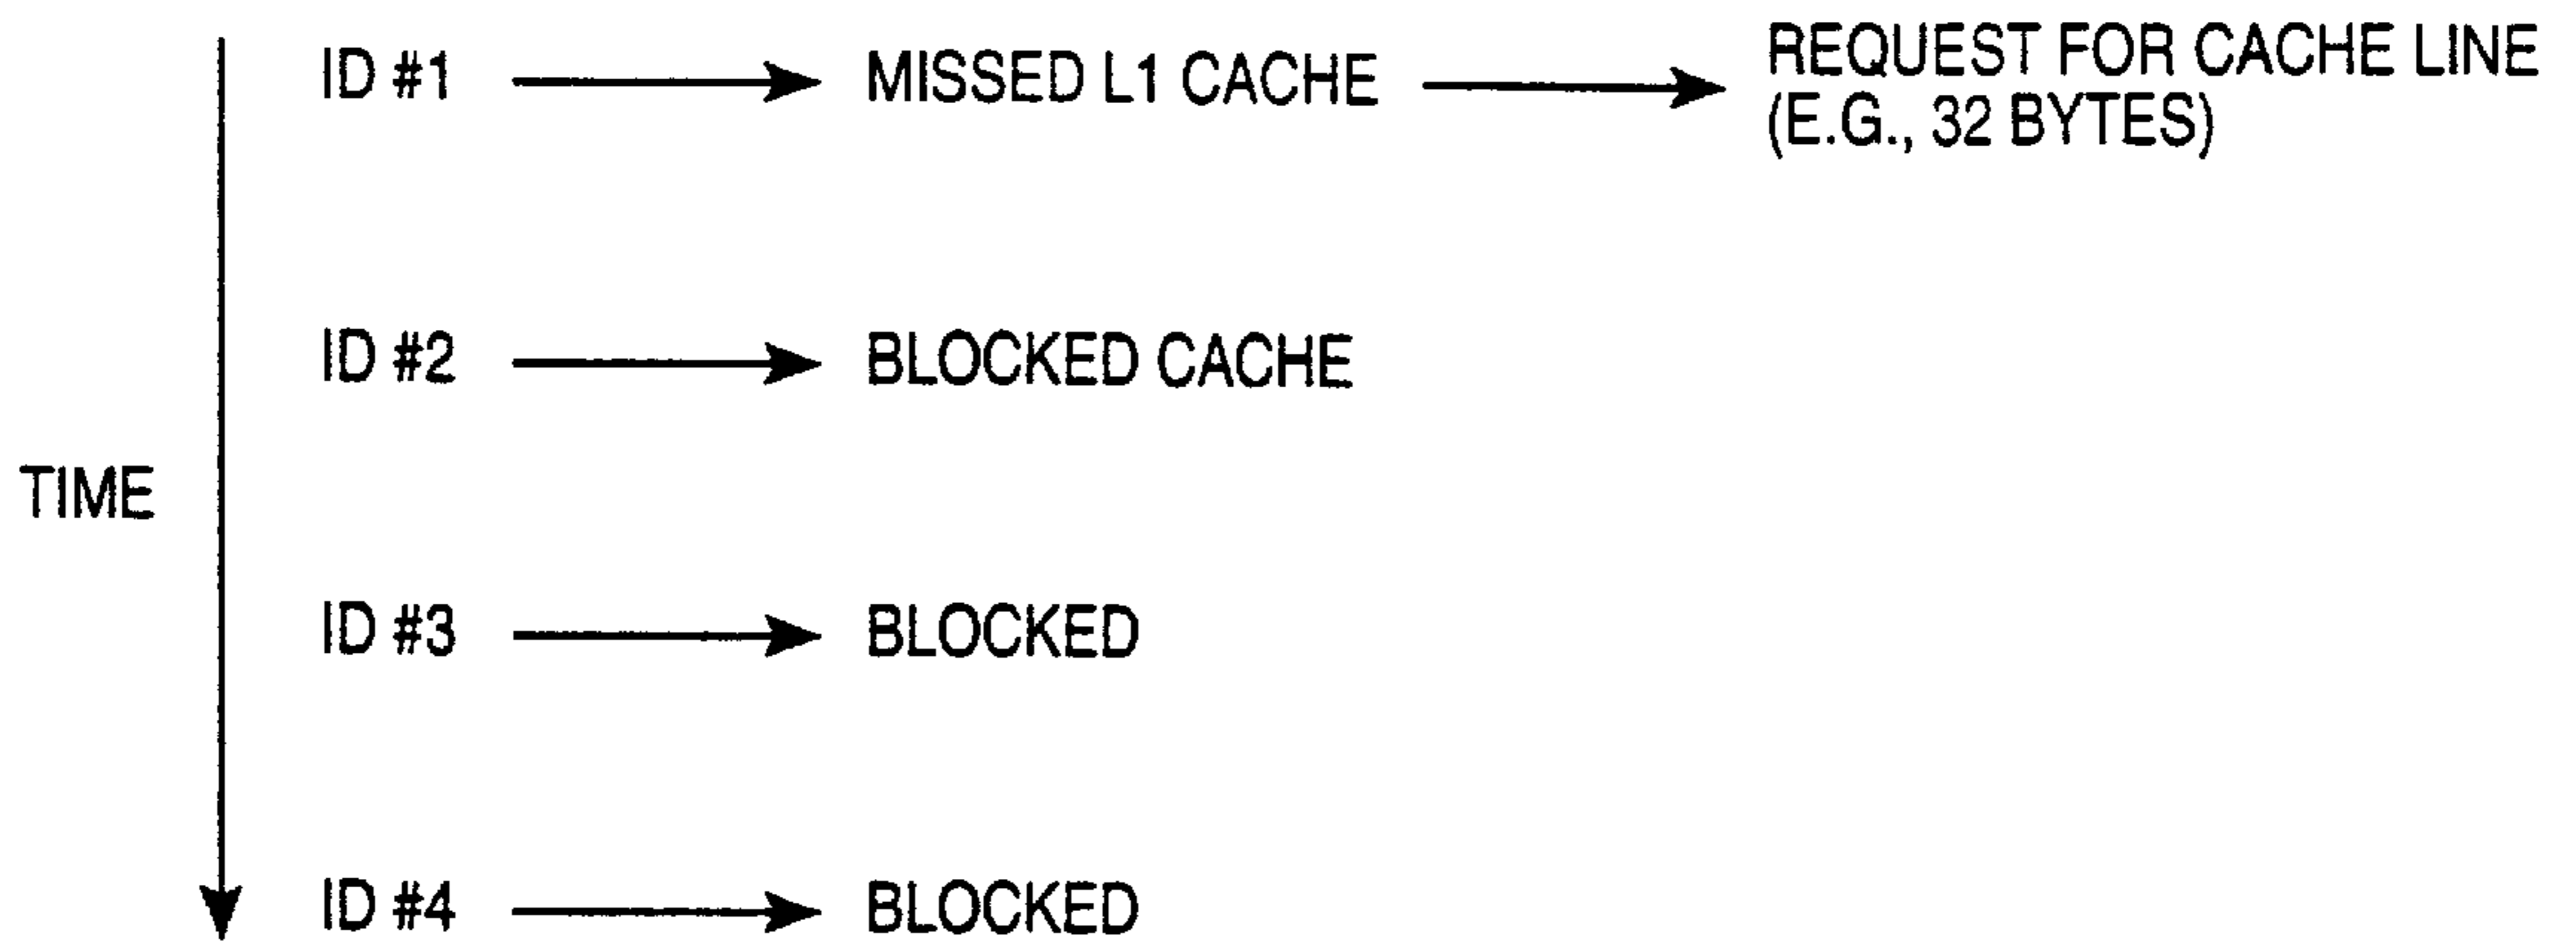 ID #1 MISSED L1 CACHE REQUEST FOR CACHE LINE
(E.G., 32 BYTES)
ID #2 BLOCKED CACHE
TIME
ID #3 BLOCKED
ID #4 BLOCKED